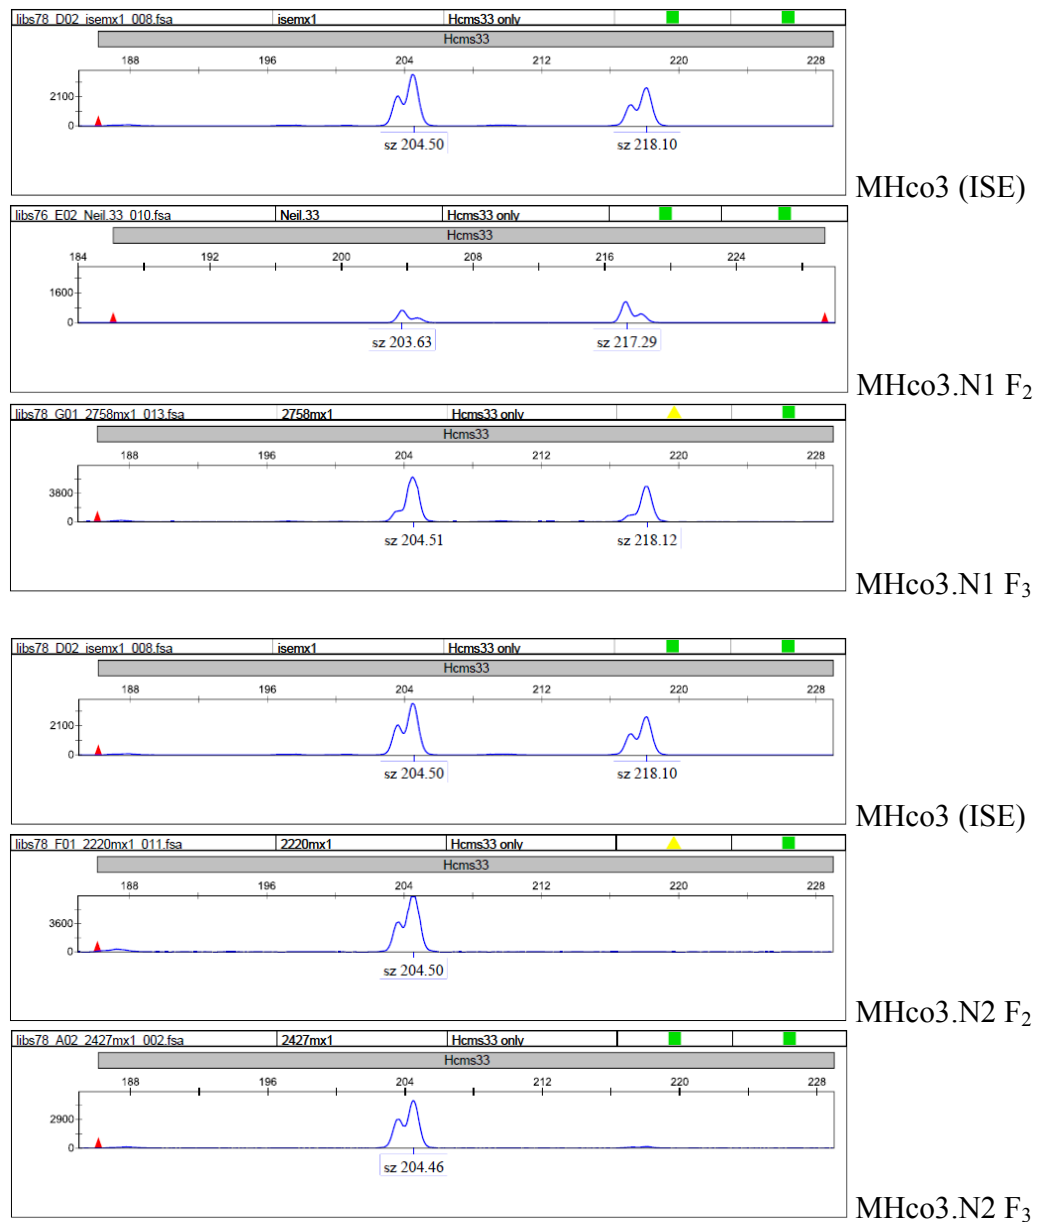 libs78_D02_isemx1_008.fsa isemx1 Hcms33 only
Hcms33
188 196 204 212 220 228
2100
0
sz 204.50 sz 218.10
MHco3 (ISE)
libs76_E02_Neil.33_010.fsa Neil.33 Hcms33 only
Hcms33
184 192 200 208 216 224
1600
0
sz 203.63 sz 217.29
MHco3.N1 F₂
libs78_G01_2758mx1_013.fsa 2758mx1 Hcms33 only
Hcms33
188 196 204 212 220 228
3800
0
sz 204.51 sz 218.12
MHco3.N1 F₃
libs78_D02_isemx1_008.fsa isemx1 Hcms33 only
Hcms33
188 196 204 212 220 228
2100
0
sz 204.50 sz 218.10
MHco3 (ISE)
libs78_F01_2220mx1_011.fsa 2220mx1 Hcms33 only
Hcms33
188 196 204 212 220 228
3600
0
sz 204.50
MHco3.N2 F₂
libs78_A02_2427mx1_002.fsa 2427mx1 Hcms33 only
Hcms33
188 196 204 212 220 228
2900
0
sz 204.46
MHco3.N2 F₃